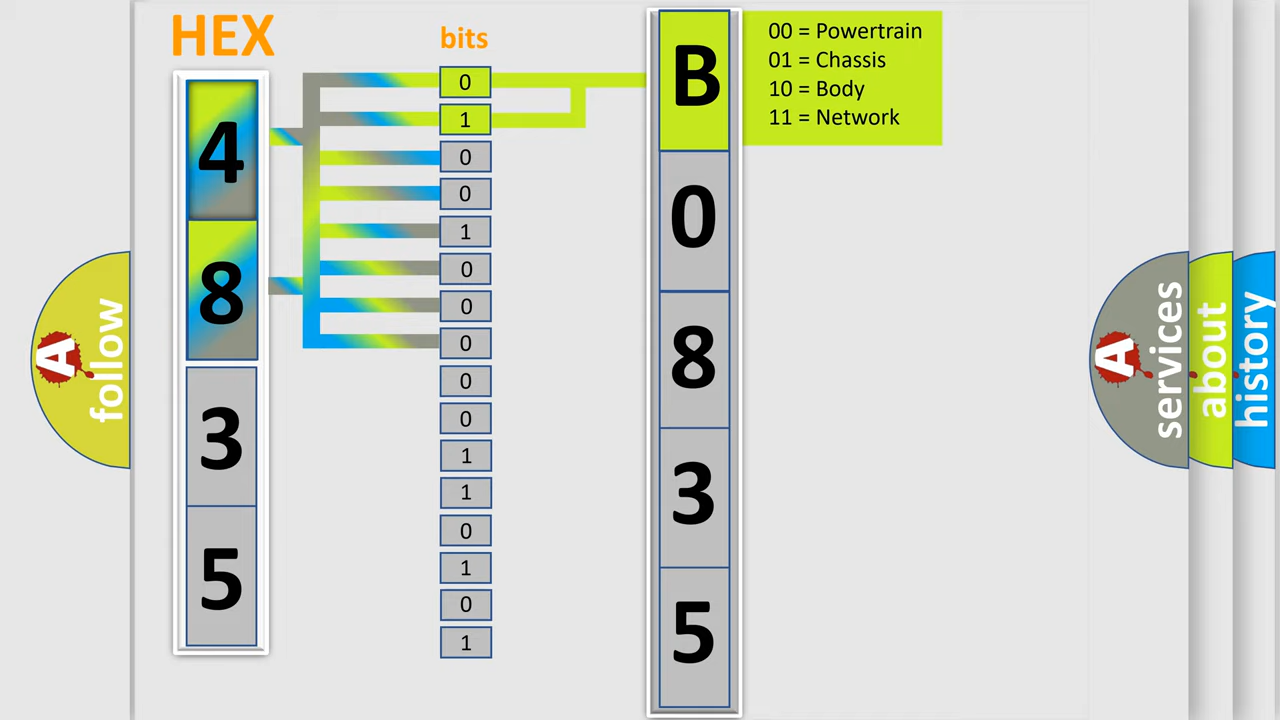 HEX
bits
4
8
3
5
0
1
0
0
1
0
0
0
0
0
1
1
0
1
0
1
B
0
8
3
5
00 = Powertrain
01 = Chassis
10 = Body
11 = Network
A
follow
A
services
about
history